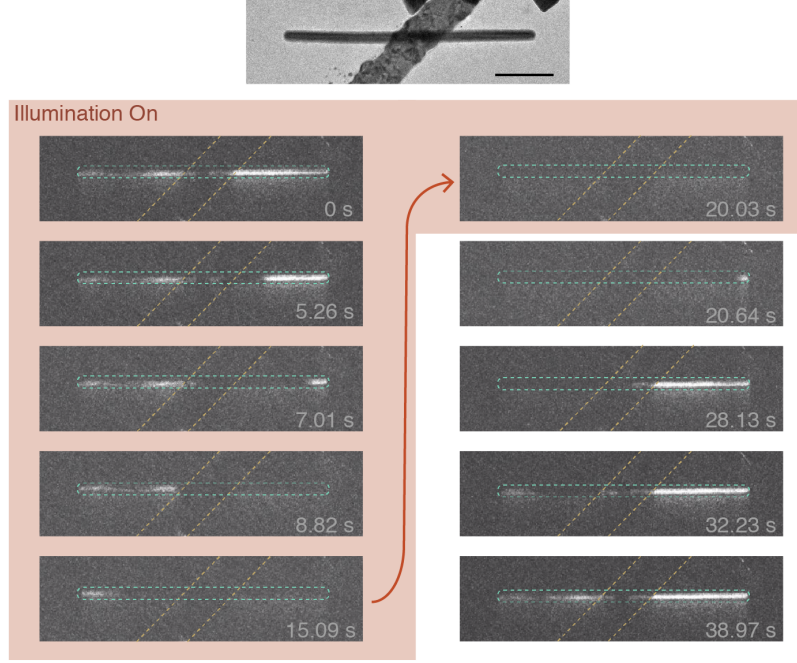 Illumination On
0 s
5.26 s
7.01 s
8.82 s
15.09 s
20.03 s
20.64 s
28.13 s
32.23 s
38.97 s